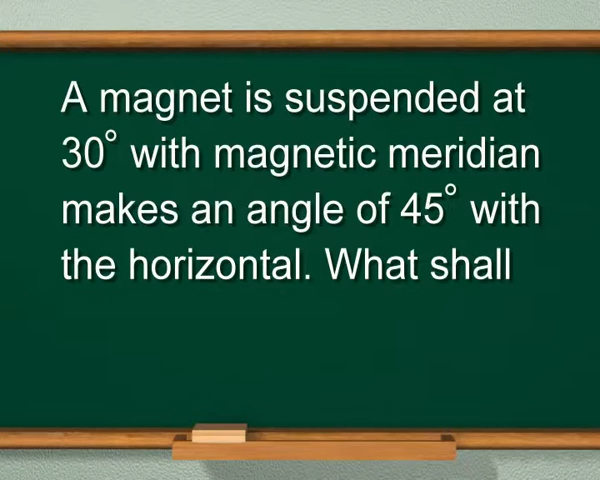 A magnet is suspended at
30° with magnetic meridian
makes an angle of 45° with
the horizontal. What shall